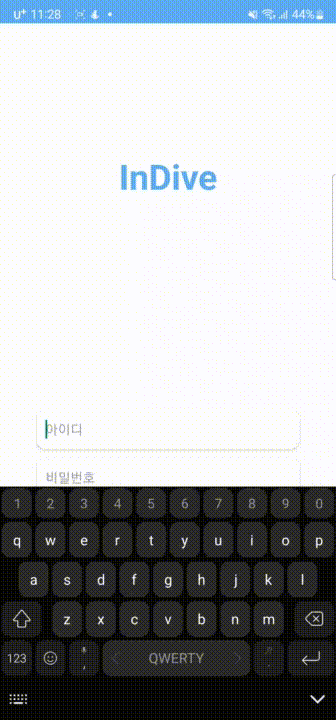 U+ 11:28 44%
InDive
아이디
비밀번호
1 2 3 4 5 6 7 8 9 0
q w e r t y u i o p
a s d f g h j k l
z x c v b n m
123 , QWERTY .